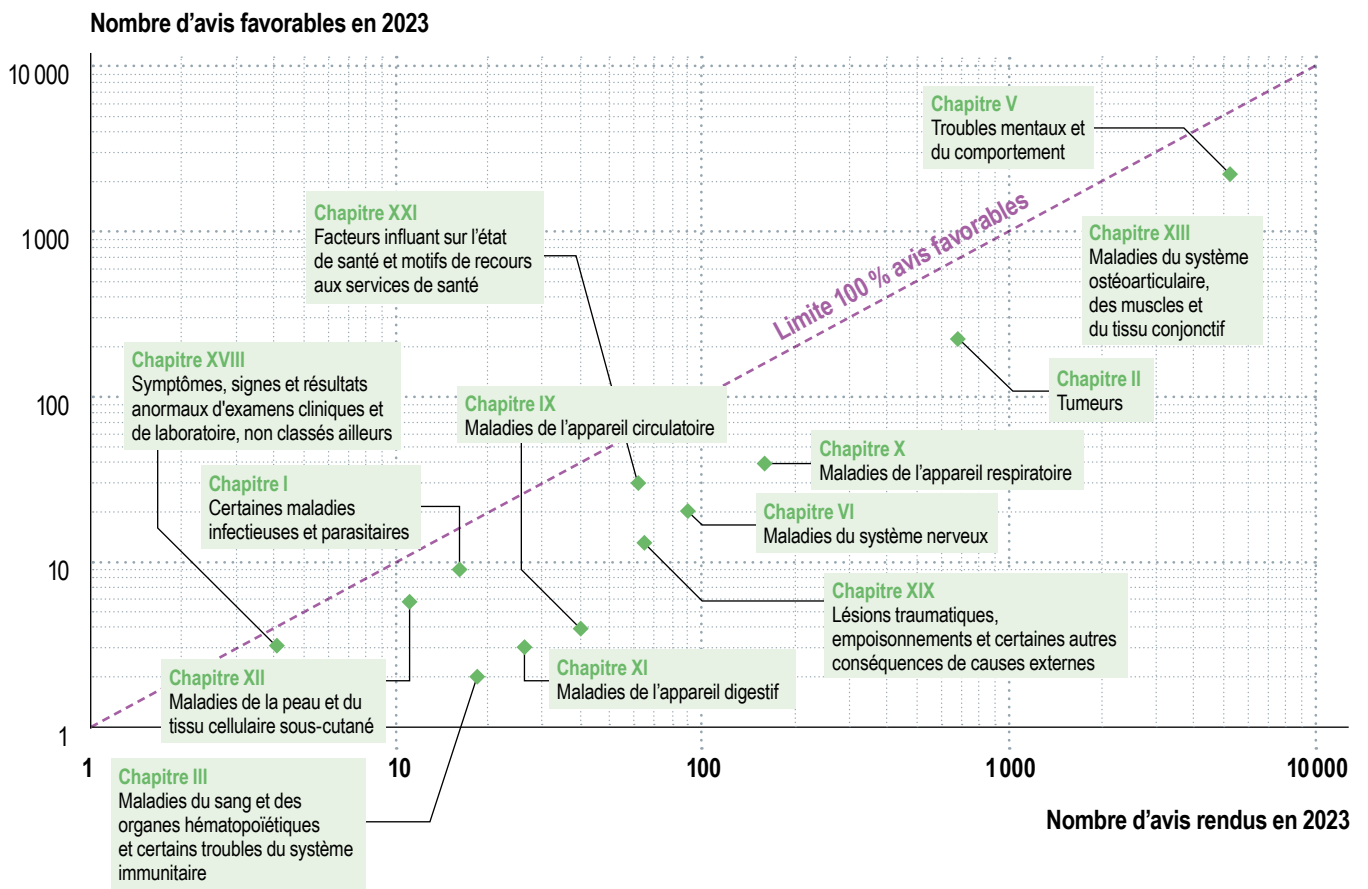 Nombre d’avis favorables en 2023
10 000
1000
100
10
1
Chapitre V
Troubles mentaux et
du comportement
Chapitre XXI
Facteurs influant sur l’état
de santé et motifs de recours
aux services de santé
Limite 100 % avis favorables
Chapitre XIII
Maladies du système
ostéoarticulaire,
des muscles et
du tissu conjonctif
Chapitre XVIII
Symptômes, signes et résultats
anormaux d'examens cliniques et
de laboratoire, non classés ailleurs
Chapitre II
Tumeurs
Chapitre IX
Maladies de l’appareil circulatoire
Chapitre X
Maladies de l’appareil respiratoire
Chapitre I
Certaines maladies
infectieuses et parasitaires
Chapitre VI
Maladies du système nerveux
Chapitre XIX
Lésions traumatiques,
empoisonnements et certaines autres
conséquences de causes externes
Chapitre XII
Maladies de la peau et du
tissu cellulaire sous-cutané
Chapitre XI
Maladies de l’appareil digestif
1
10
100
1000
10000
Chapitre III
Maladies du sang et des
organes hématopoïétiques
et certains troubles du système
immunitaire
Nombre d’avis rendus en 2023